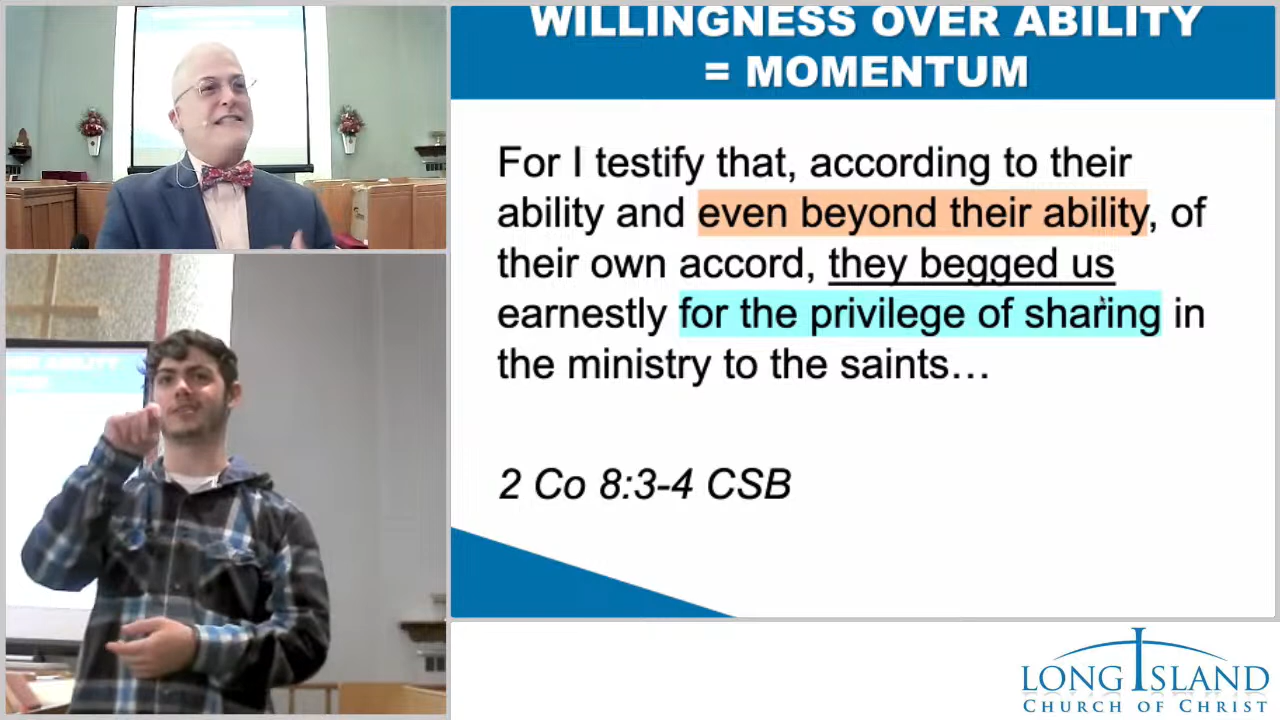 WILLINGNESS OVER ABILITY
= MOMENTUM
For I testify that, according to their
ability and even beyond their ability, of
their own accord, they begged us
earnestly for the privilege of sharing in
the ministry to the saints…
2 Co 8:3-4 CSB
LONG ISLAND
CHURCH OF CHRIST